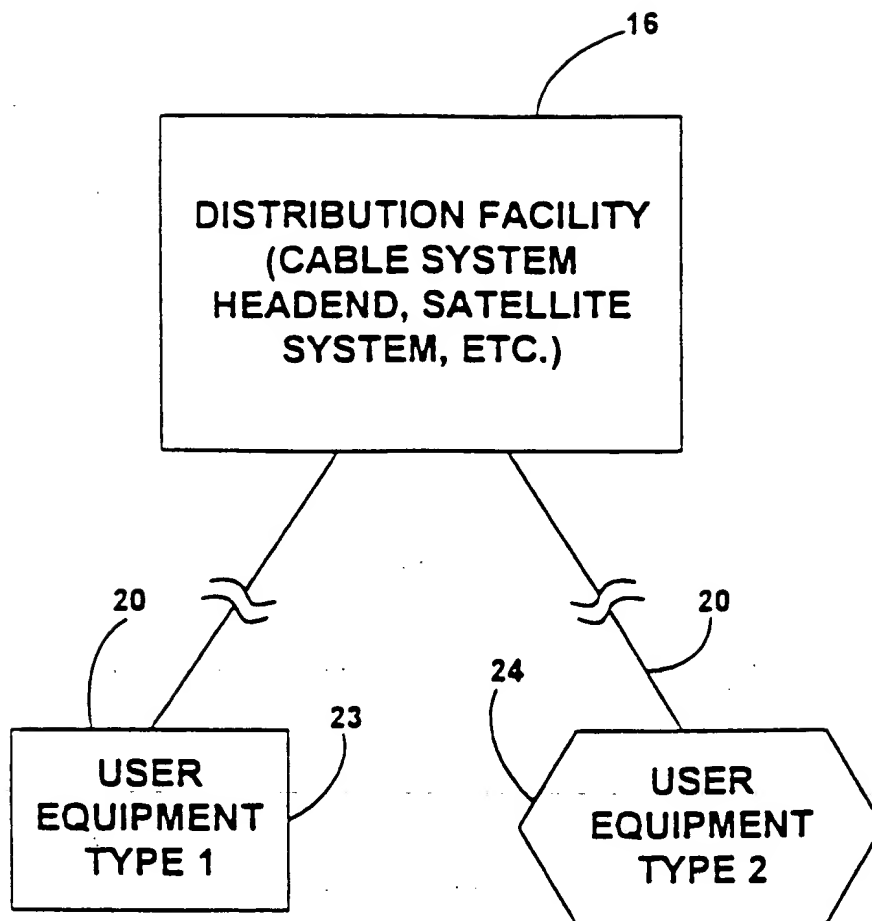 16
DISTRIBUTION FACILITY
(CABLE SYSTEM
HEADEND, SATELLITE
SYSTEM, ETC.)
20
20
24
23
USER
EQUIPMENT
TYPE 1
USER
EQUIPMENT
TYPE 2